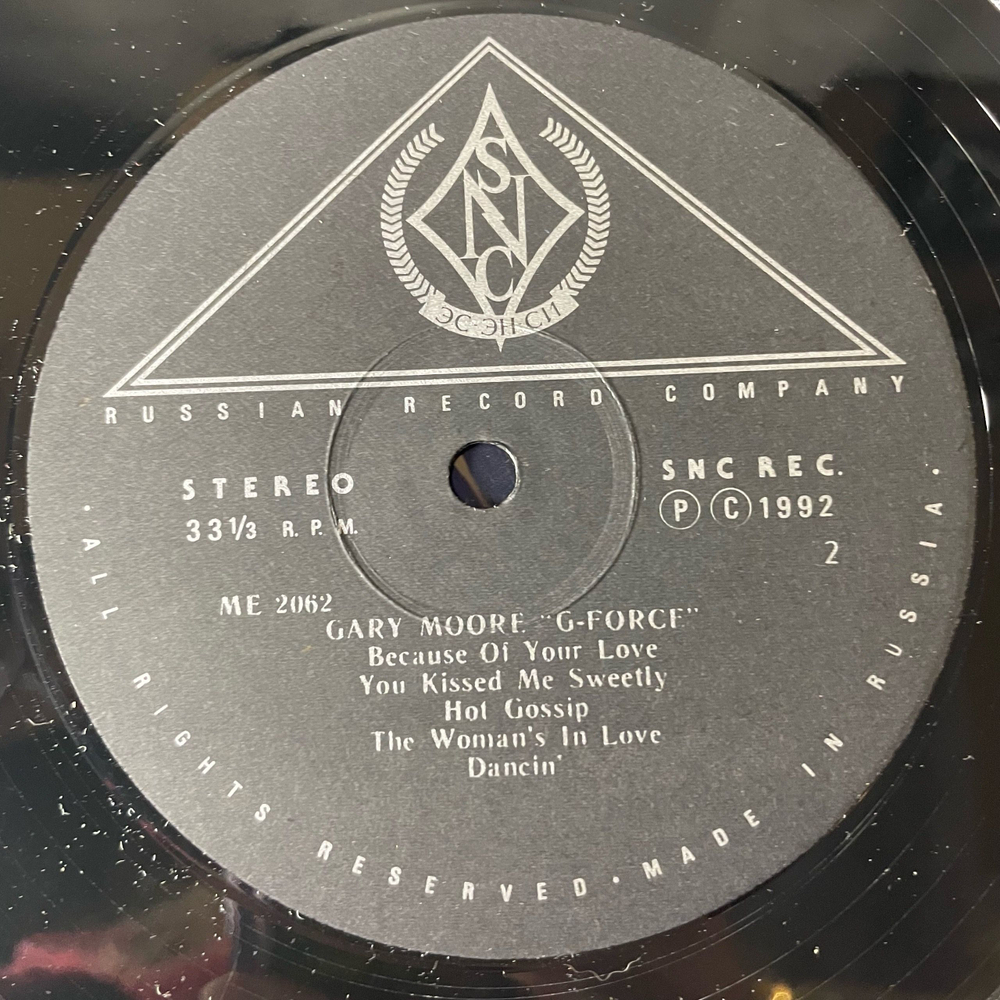 SNC
ЭС·ЭН·СИ
RUSSIAN RECORD COMPANY
STEREO
33⅓ R.P.M.
SNC REC.
Ⓟ Ⓒ 1992
2
ME 2062
GARY MOORE "G-FORCE"
Because Of Your Love
You Kissed Me Sweetly
Hot Gossip
The Woman's In Love
Dancin'
· ALL RIGHTS RESERVED · MADE IN RUSSIA ·